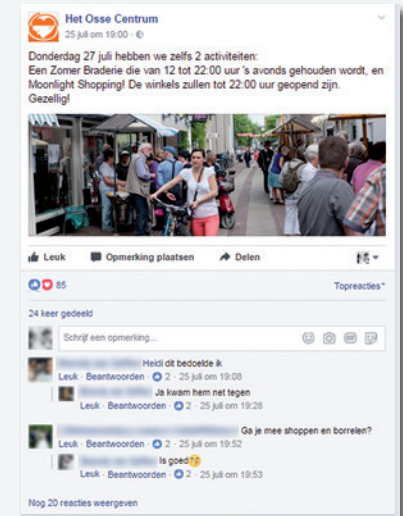 Het Osse Centrum
25 juli om 19:00 ·
Donderdag 27 juli hebben we zelfs 2 activiteiten:
Een Zomer Braderie die van 12 tot 22:00 uur 's avonds gehouden wordt, en
Moonlight Shopping! De winkels zullen tot 22:00 uur geopend zijn.
Gezellig!
Leuk Opmerking plaatsen Delen
85 Topreacties
24 keer gedeeld
Schrijf een opmerking... GIF
Heidi dit bedoelde ik
Leuk · Beantwoorden · 2 · 25 juli om 19:08
Ja kwam hem net tegen
Leuk · Beantwoorden · 2 · 25 juli om 19:28
Ga je mee shoppen en borrelen?
Leuk · Beantwoorden · 2 · 25 juli om 19:52
Is goed
Leuk · Beantwoorden · 2 · 25 juli om 19:53
Nog 20 reacties weergeven